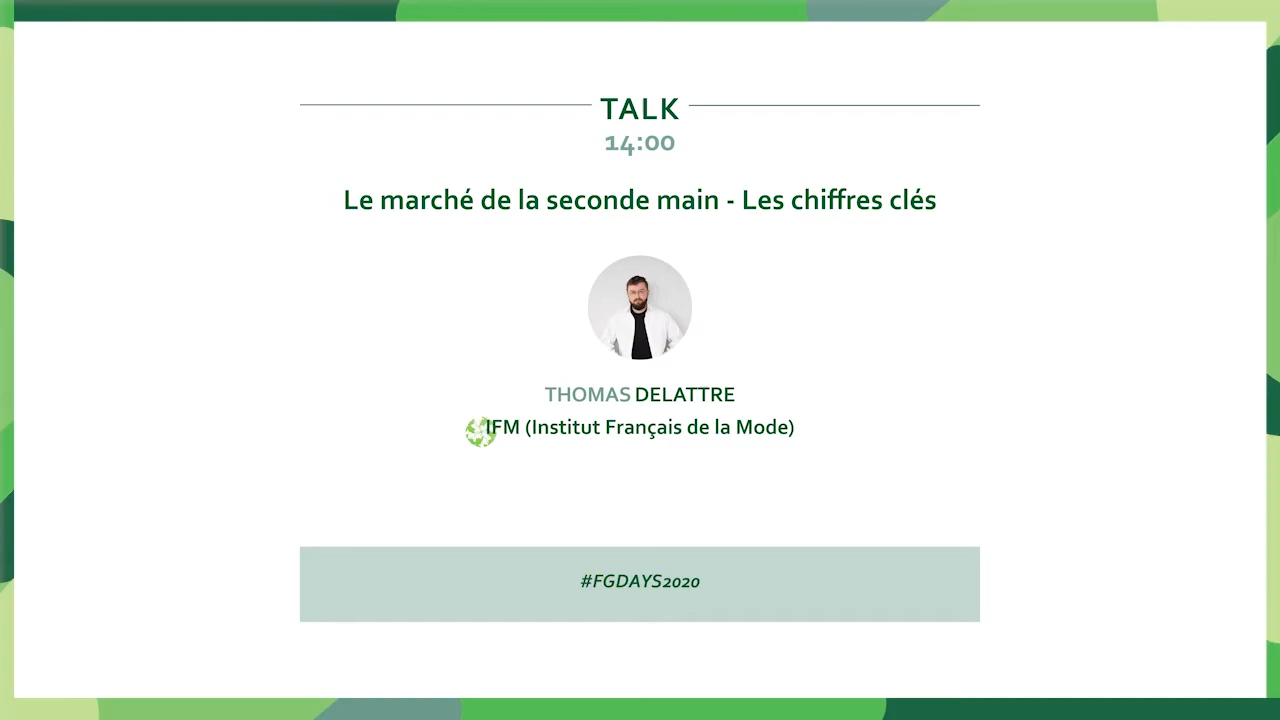 TALK
14:00
Le marché de la seconde main - Les chiffres clés
THOMAS DELATTRE
IFM (Institut Français de la Mode)
#FGDAYS2020